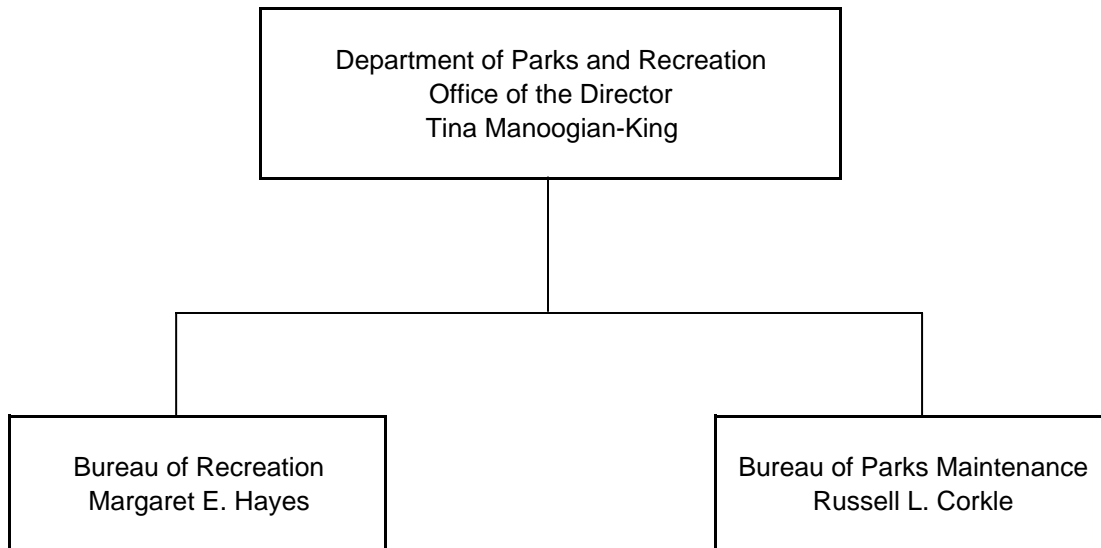 Department of Parks and Recreation
Office of the Director
Tina Manoogian-King
Bureau of Recreation
Margaret E. Hayes
Bureau of Parks Maintenance
Russell L. Corkle